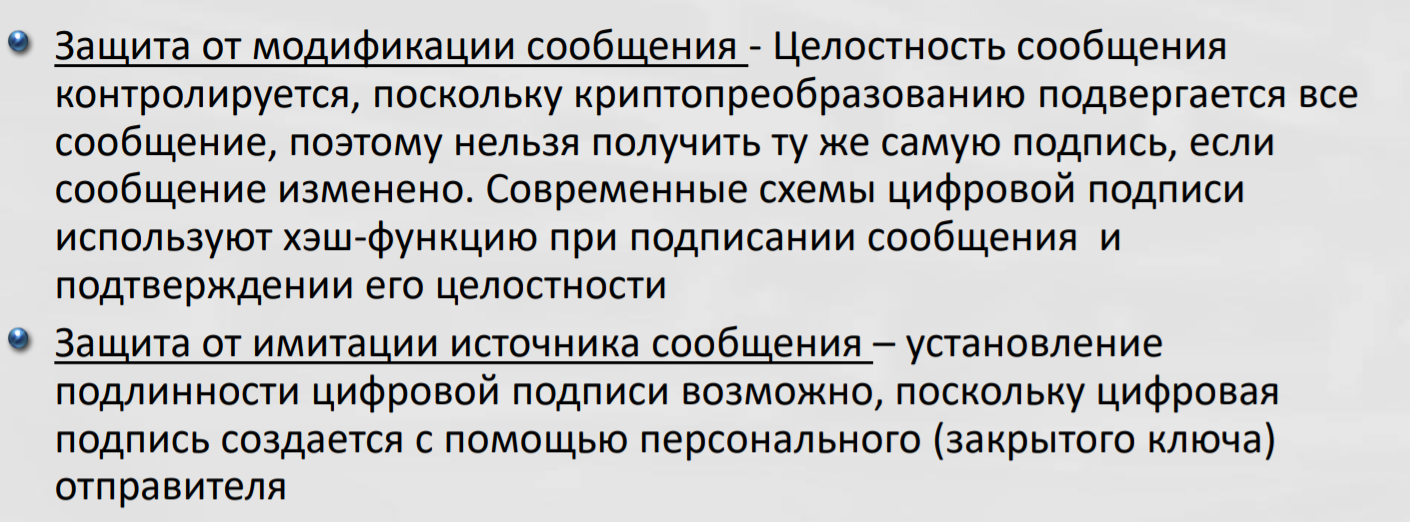 Защита от модификации сообщения - Целостность сообщения
контролируется, поскольку криптопреобразованию подвергается все
сообщение, поэтому нельзя получить ту же самую подпись, если
сообщение изменено. Современные схемы цифровой подписи
используют хэш-функцию при подписании сообщения и
подтверждении его целостности
Защита от имитации источника сообщения – установление
подлинности цифровой подписи возможно, поскольку цифровая
подпись создается с помощью персонального (закрытого ключа)
отправителя